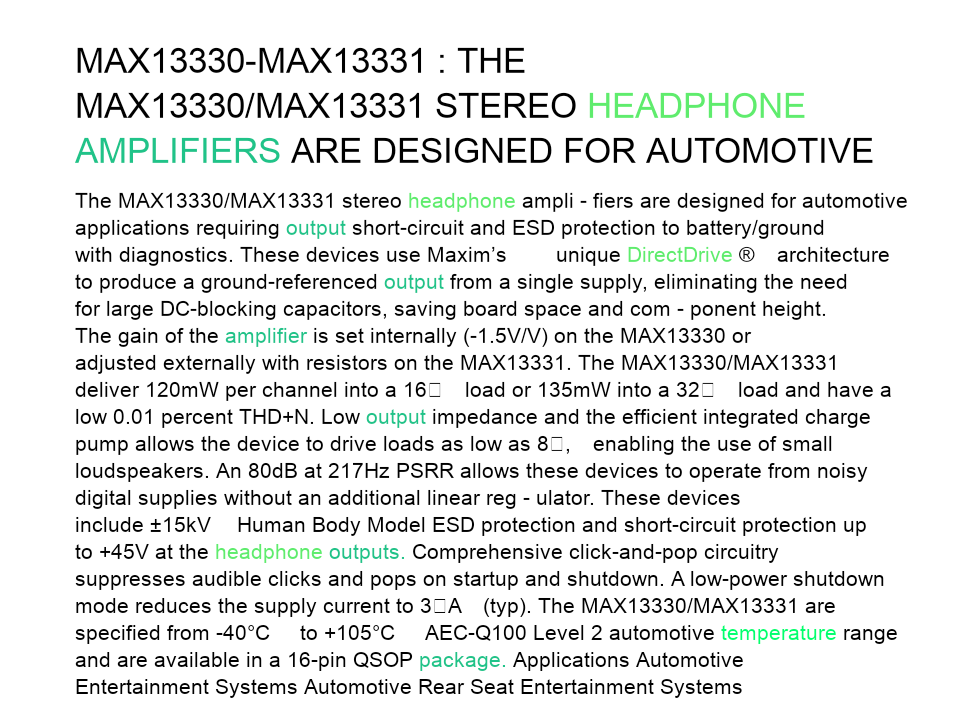 MAX13330-MAX13331 : THE
MAX13330/MAX13331 STEREO HEADPHONE
AMPLIFIERS ARE DESIGNED FOR AUTOMOTIVE
The MAX13330/MAX13331 stereo headphone ampli - fiers are designed for automotive
applications requiring output short-circuit and ESD protection to battery/ground
with diagnostics. These devices use Maxim’s unique DirectDrive ® architecture
to produce a ground-referenced output from a single supply, eliminating the need
for large DC-blocking capacitors, saving board space and com - ponent height.
The gain of the amplifier is set internally (-1.5V/V) on the MAX13330 or
adjusted externally with resistors on the MAX13331. The MAX13330/MAX13331
deliver 120mW per channel into a 16□ load or 135mW into a 32□ load and have a
low 0.01 percent THD+N. Low output impedance and the efficient integrated charge
pump allows the device to drive loads as low as 8□, enabling the use of small
loudspeakers. An 80dB at 217Hz PSRR allows these devices to operate from noisy
digital supplies without an additional linear reg - ulator. These devices
include ±15kV Human Body Model ESD protection and short-circuit protection up
to +45V at the headphone outputs. Comprehensive click-and-pop circuitry
suppresses audible clicks and pops on startup and shutdown. A low-power shutdown
mode reduces the supply current to 3□A (typ). The MAX13330/MAX13331 are
specified from -40°C to +105°C AEC-Q100 Level 2 automotive temperature range
and are available in a 16-pin QSOP package. Applications Automotive
Entertainment Systems Automotive Rear Seat Entertainment Systems